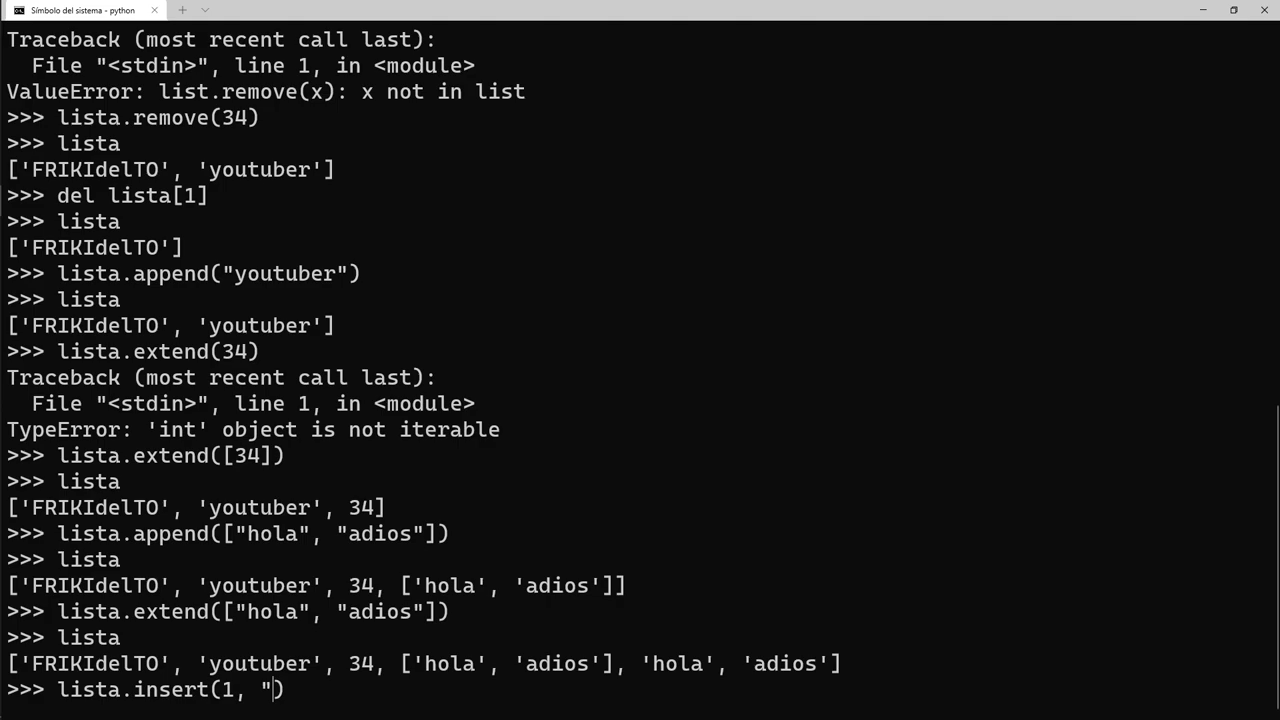 Símbolo del sistema - python
Traceback (most recent call last):
  File "<stdin>", line 1, in <module>
ValueError: list.remove(x): x not in list
>>> lista.remove(34)
>>> lista
['FRIKIdelTO', 'youtuber']
>>> del lista[1]
>>> lista
['FRIKIdelTO']
>>> lista.append("youtuber")
>>> lista
['FRIKIdelTO', 'youtuber']
>>> lista.extend(34)
Traceback (most recent call last):
  File "<stdin>", line 1, in <module>
TypeError: 'int' object is not iterable
>>> lista.extend([34])
>>> lista
['FRIKIdelTO', 'youtuber', 34]
>>> lista.append(["hola", "adios"])
>>> lista
['FRIKIdelTO', 'youtuber', 34, ['hola', 'adios']]
>>> lista.extend(["hola", "adios"])
>>> lista
['FRIKIdelTO', 'youtuber', 34, ['hola', 'adios'], 'hola', 'adios']
>>> lista.insert(1, ")